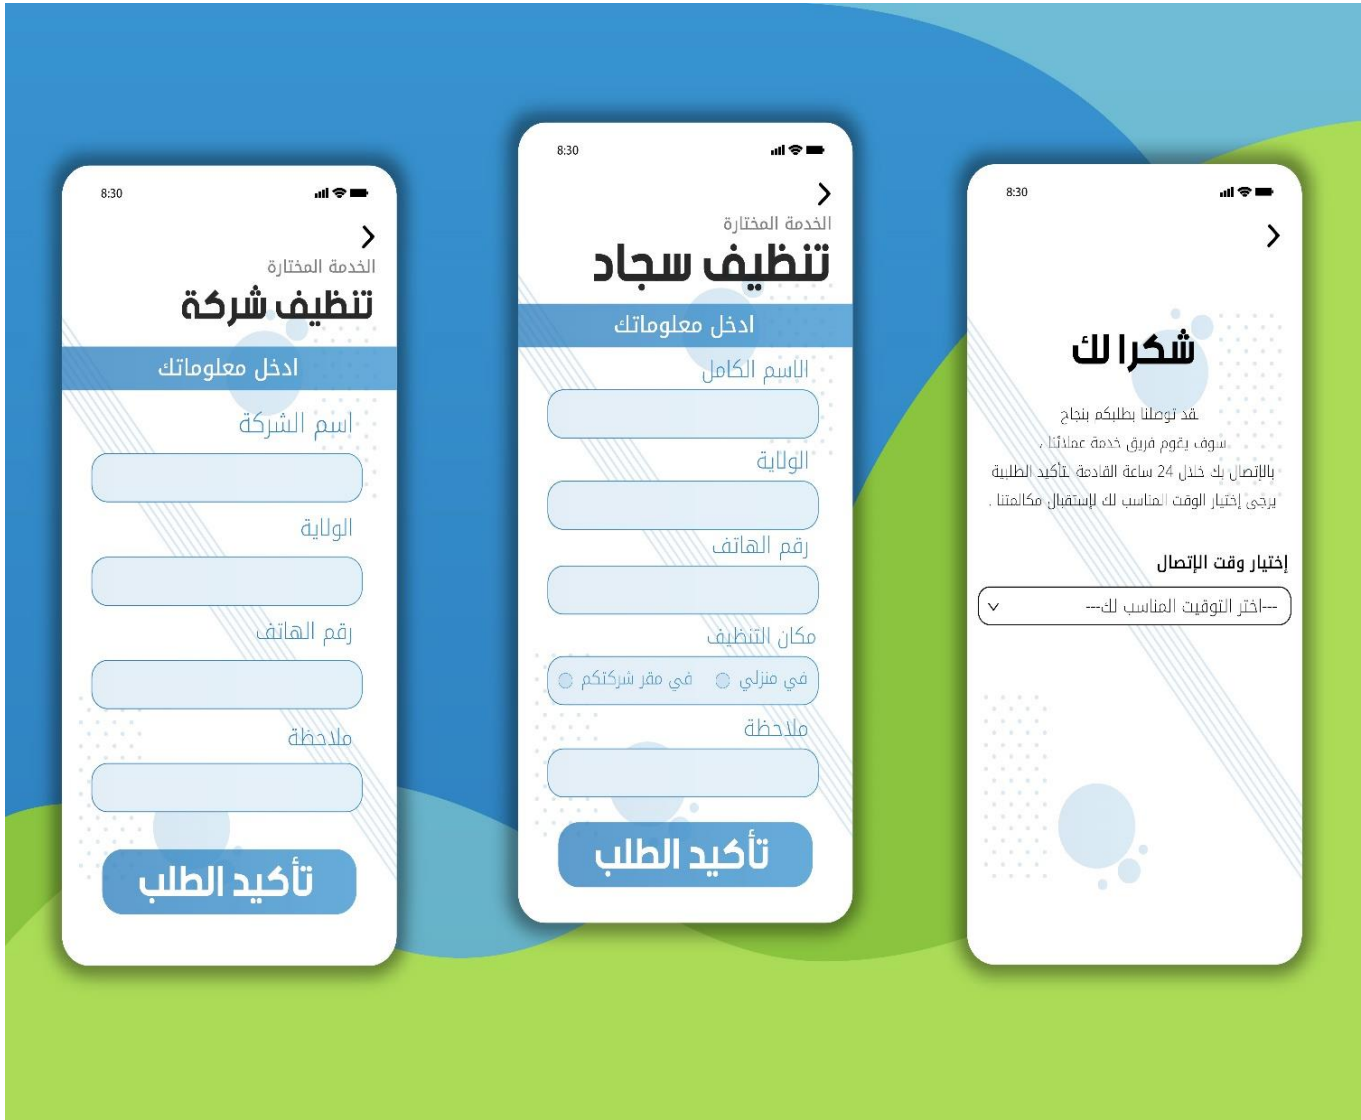 8:30
الخدمة المختارة
تنظيف شركة
ادخل معلوماتك
اسم الشركة
الولاية
رقم الهاتف
ملاحظة
تأكيد الطلب
8:30
الخدمة المختارة
تنظيف سجاد
ادخل معلوماتك
الاسم الكامل
الولاية
رقم الهاتف
مكان التنظيف
في منزلي في مقر شركتكم
ملاحظة
تأكيد الطلب
8:30
شكرا لك
لقد توصلنا بطلبكم بنجاح
سوف يقوم فريق خدمة عملائنا ،
بالإتصال بك خلال 24 ساعة القادمة لتأكيد الطلبية
يرجى إختيار الوقت المناسب لك لإستقبال مكالمتنا .
إختيار وقت الإتصال
---اختر التوقيت المناسب لك---